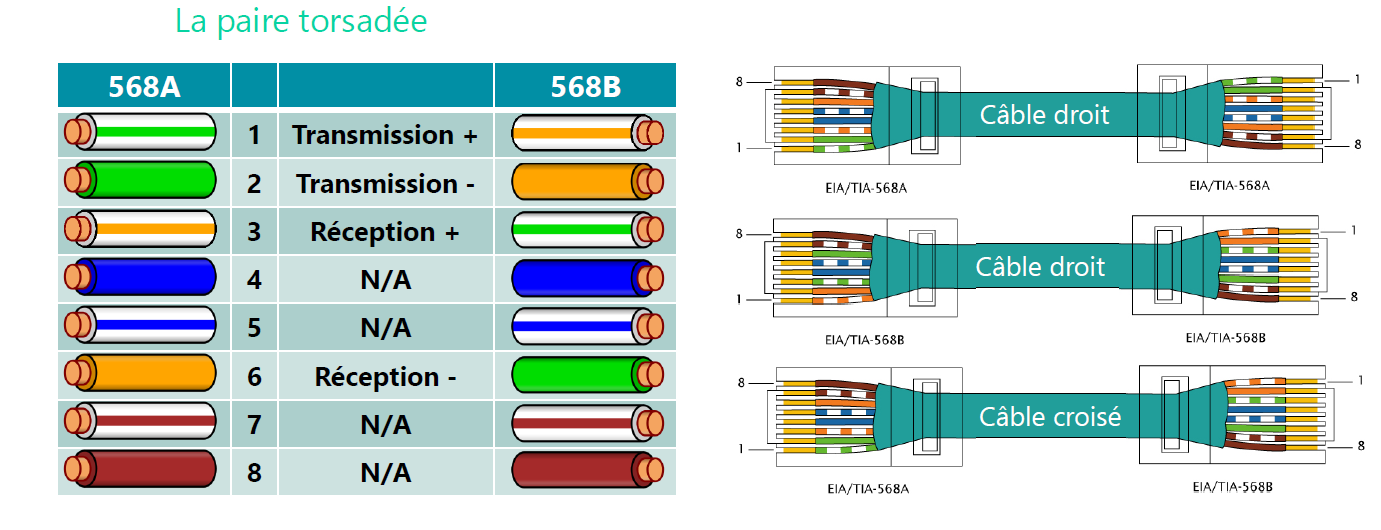 La paire torsadée
568A 568B
1 Transmission +
2 Transmission -
3 Réception +
4 N/A
5 N/A
6 Réception -
7 N/A
8 N/A
8 1
Câble droit
1 8
EIA/TIA-568A EIA/TIA-568A
8 1
Câble droit
1 8
EIA/TIA-568B EIA/TIA-568B
8 1
Câble croisé
1 8
EIA/TIA-568A EIA/TIA-568B